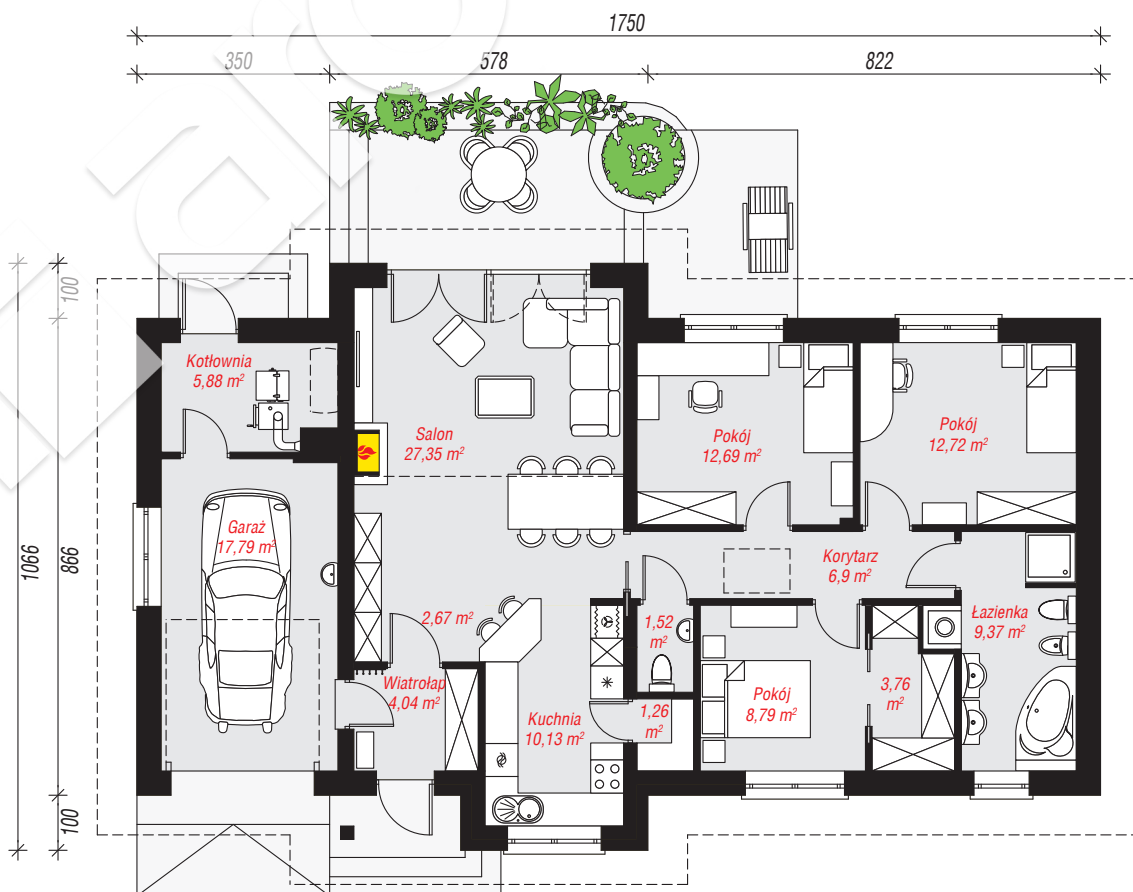 1750
350
578
822
100
866
1066
100
Kotłownia
5,88 m²
Salon
27,35 m²
Pokój
12,69 m²
Pokój
12,72 m²
Garaż
17,79 m²
Korytarz
6,9 m²
2,67 m²
1,52
m²
Łazienka
9,37 m²
Wiatrołap
4,04 m²
Kuchnia
10,13 m²
1,26
m²
Pokój
8,79 m²
3,76
m²